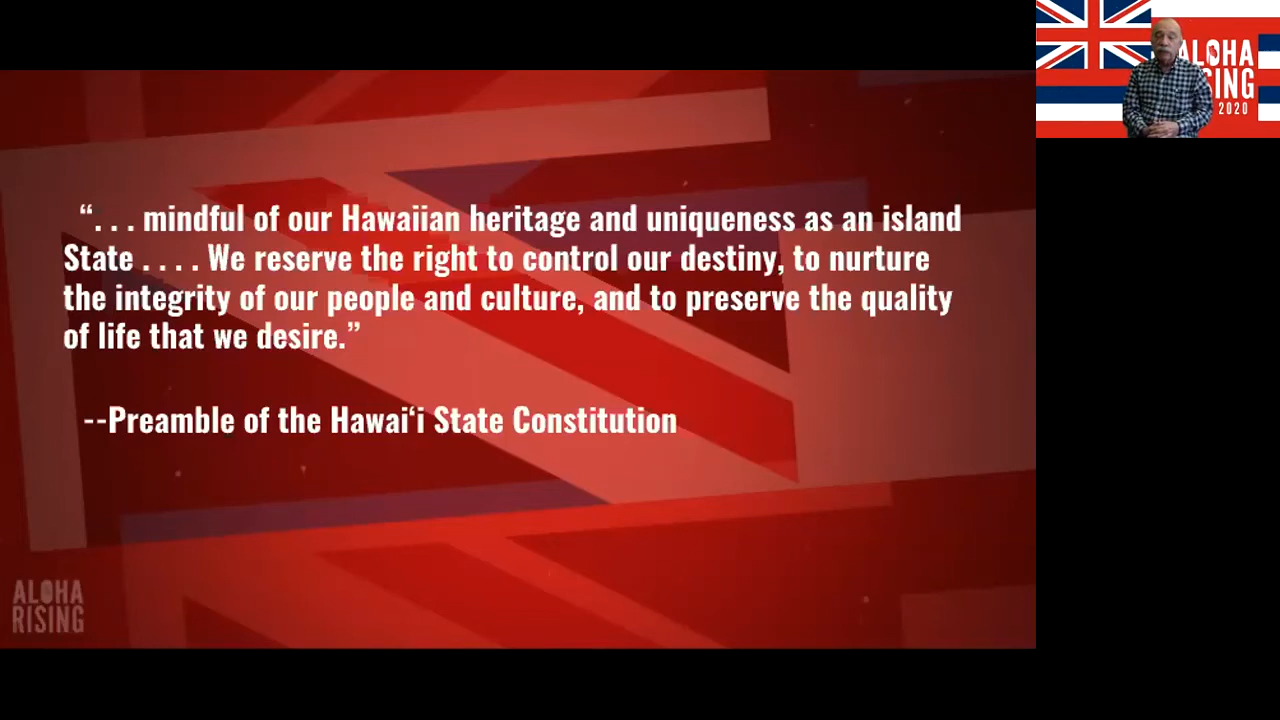 “. . . mindful of our Hawaiian heritage and uniqueness as an island
State . . . . We reserve the right to control our destiny, to nurture
the integrity of our people and culture, and to preserve the quality
of life that we desire.”
--Preamble of the Hawai‘i State Constitution
ALOHA
RISING
ALOHA
SING
2020